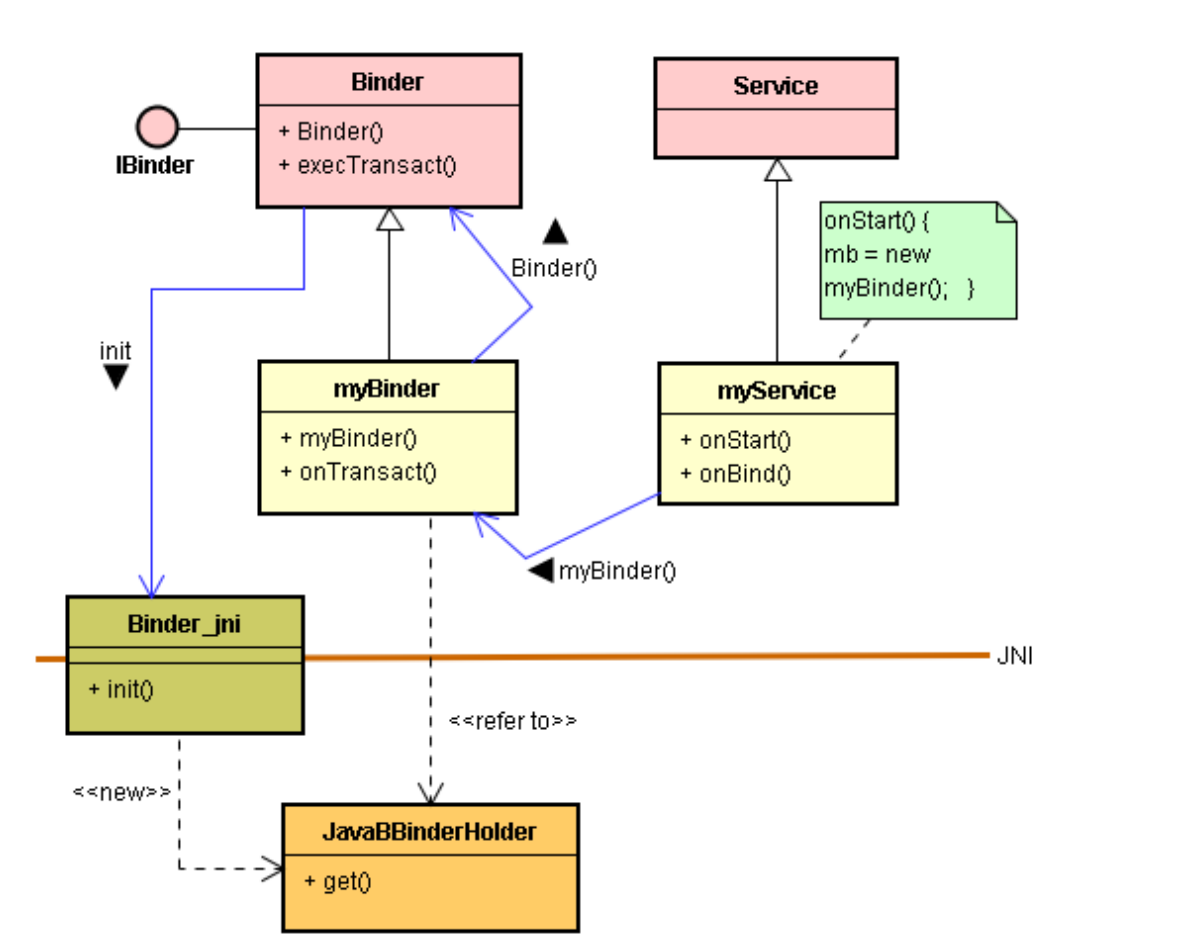 Binder
+ Binder()
+ execTransact()
IBinder
Service
onStart() {
mb = new
myBinder();   }
Binder()
init
myBinder
+ myBinder()
+ onTransact()
myService
+ onStart()
+ onBind()
myBinder()
Binder_jni
+ init()
JNI
<<refer to>>
<<new>>
JavaBBinderHolder
+ get()